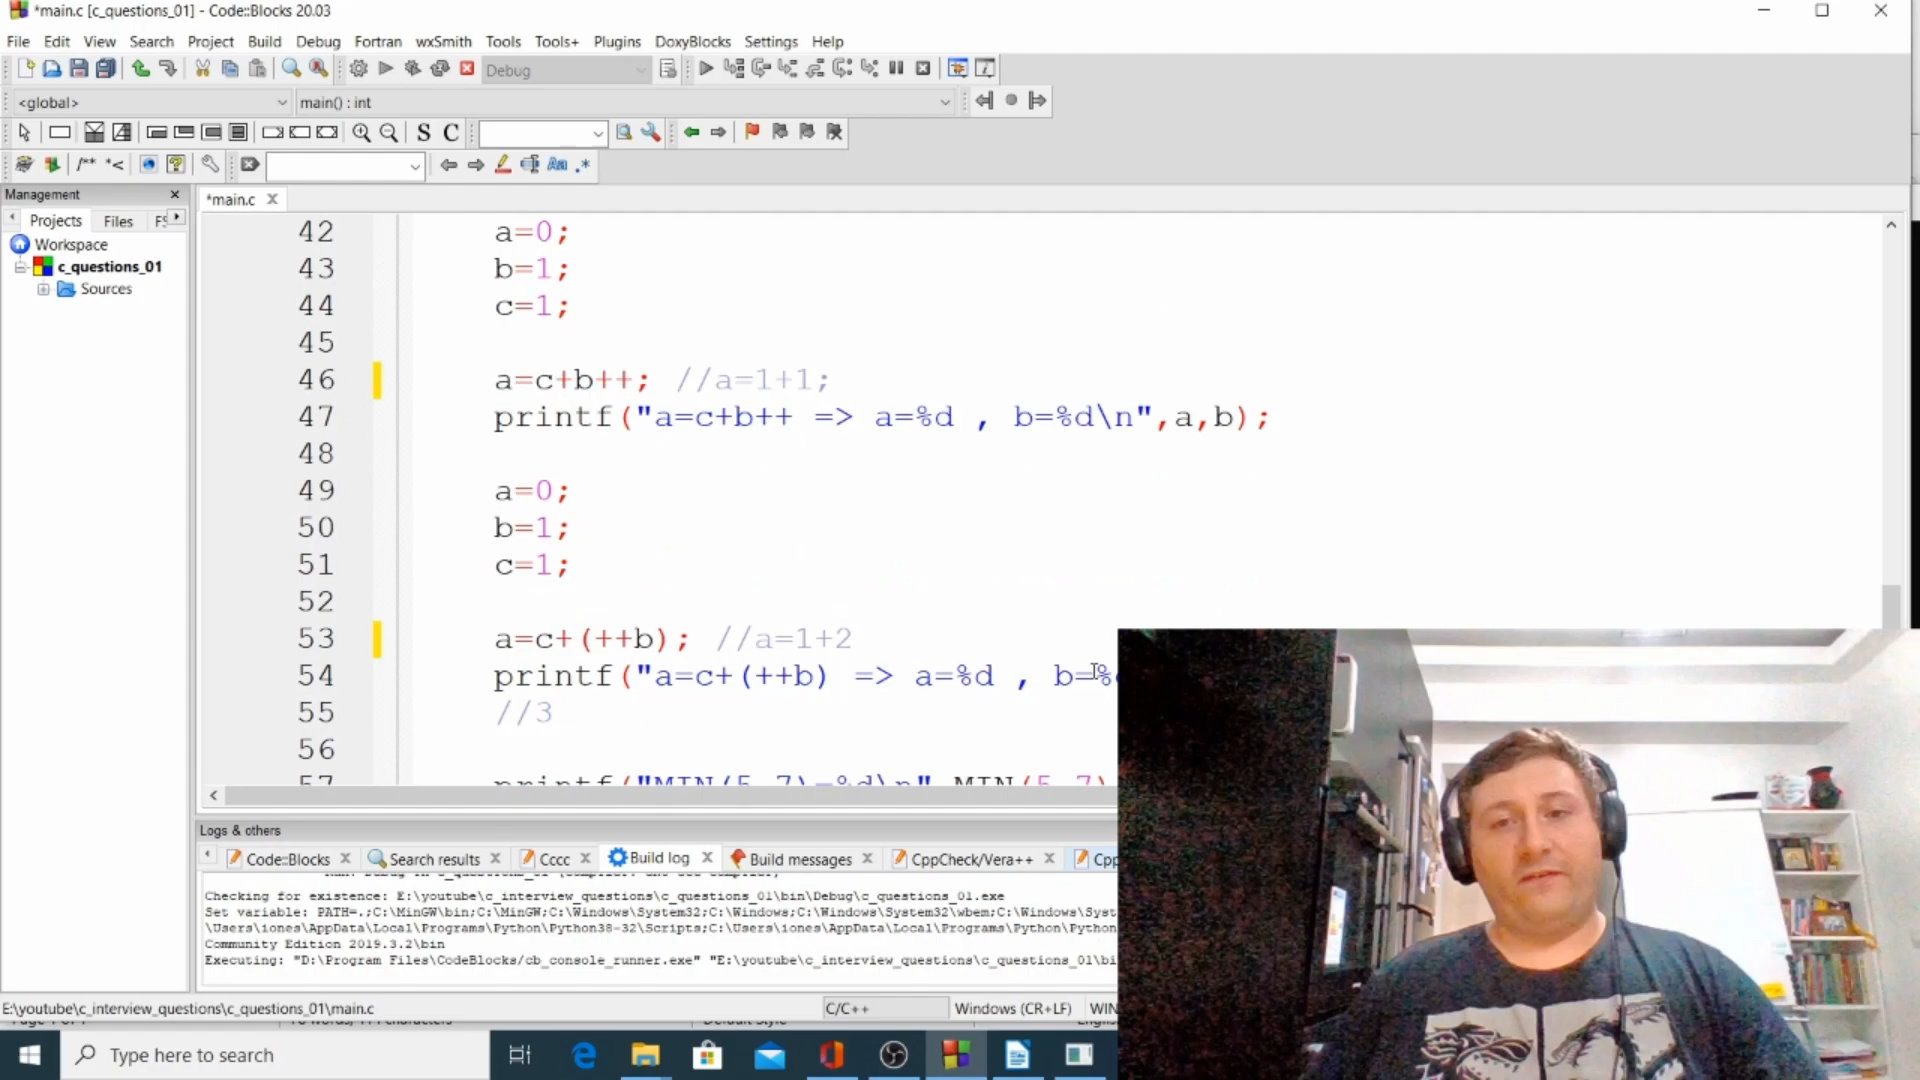 *main.c [c_questions_01] - Code::Blocks 20.03
File Edit View Search Project Build Debug Fortran wxSmith Tools Tools+ Plugins DoxyBlocks Settings Help
Debug
<global> main() : int
S C
/** *<
Aa .*
Management
*main.c
Projects Files
Workspace
c_questions_01
Sources
42 a=0;
43 b=1;
44 c=1;
45
46 a=c+b++; //a=1+1;
47 printf("a=c+b++ => a=%d , b=%d\n",a,b);
48
49 a=0;
50 b=1;
51 c=1;
52
53 a=c+(++b); //a=1+2
54 printf("a=c+(++b) => a=%d , b=%
55 //3
56
57 printf("MIN(5,7)=%d\n",MIN(5,7)
Logs & others
Code::Blocks Search results Cccc Build log Build messages CppCheck/Vera++ Cpp
Checking for existence: E:\youtube\c_interview_questions\c_questions_01\bin\Debug\c_questions_01.exe
Set variable: PATH=.;C:\MinGW\bin;C:\MinGW;C:\Windows\System32;C:\Windows;C:\Windows\System32\wbem;C:\Windows\Syst
\Users\iones\AppData\Local\Programs\Python\Python38-32\Scripts;C:\Users\iones\AppData\Local\Programs\Python\Python
Community Edition 2019.3.2\bin
Executing: "D:\Program Files\CodeBlocks/cb_console_runner.exe" "E:\youtube\c_interview_questions\c_questions_01\bi
E:\youtube\c_interview_questions\c_questions_01\main.c C/C++ Windows (CR+LF) WIN
Default Style
Type here to search